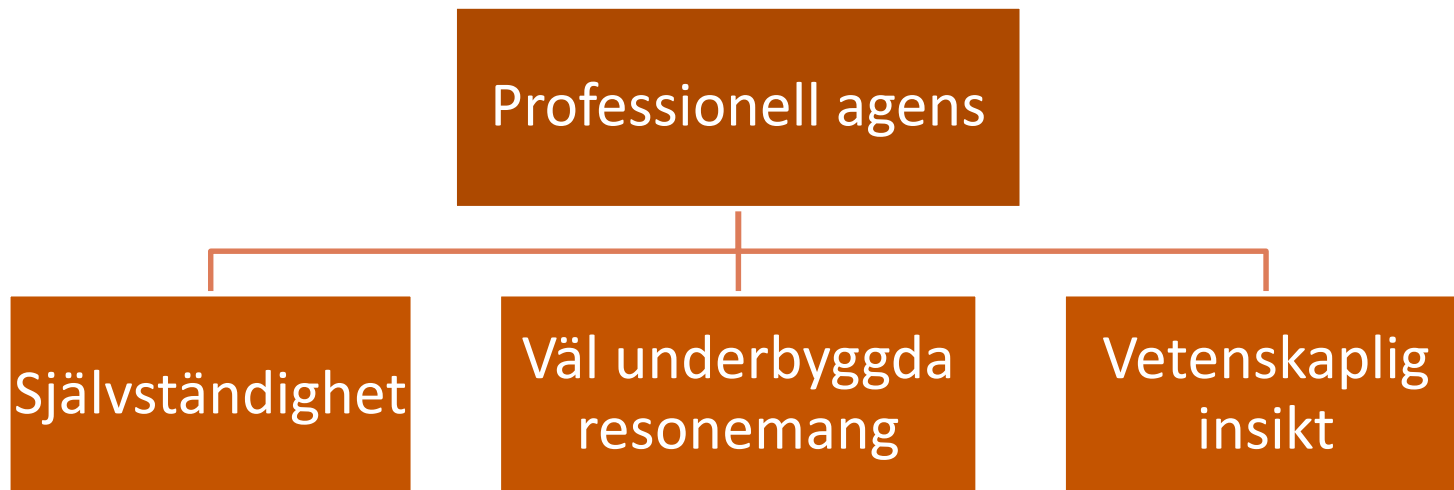 Professionell agens
Självständighet
Väl underbyggda
resonemang
Vetenskaplig
insikt